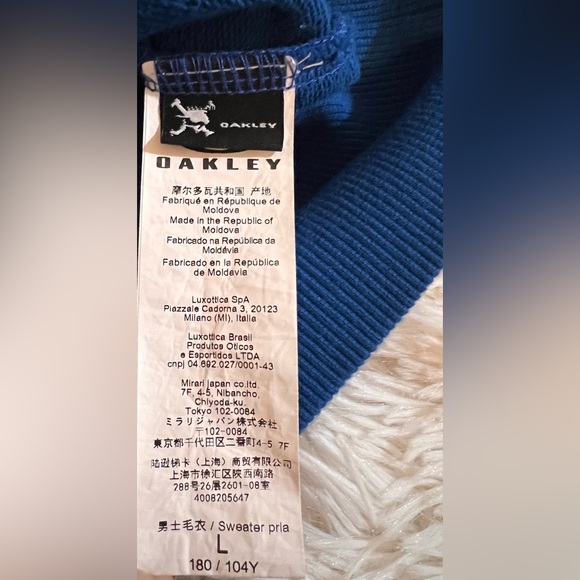 OAKLEY
OAKLEY
摩尔多瓦共和国 产地
Fabriqué en République de
Moldova
Made in the Republic of
Moldova
Fabricado na República da
Moldávia
Fabricado en la República
de Moldavia
Luxottica SpA
Piazzale Cadorna 3, 20123
Milano (MI), Italia
Luxottica Brasil
Produtos Oticos
e Esportidos LTDA
cnpj 04.692.027/0001-43
Mirari japan co.ltd.
7F, 4-5, Nibancho,
Chiyoda-ku.
Tokyo 102-0084
ミラリジャパン株式会社
〒102-0084
東京都千代田区二番町4-5 7F
陆逊梯卡（上海）商贸有限公司
上海市徐汇区陕西南路
288号26层2601-08室
4008205647
男士毛衣 / Sweater pria
L
180 / 104Y